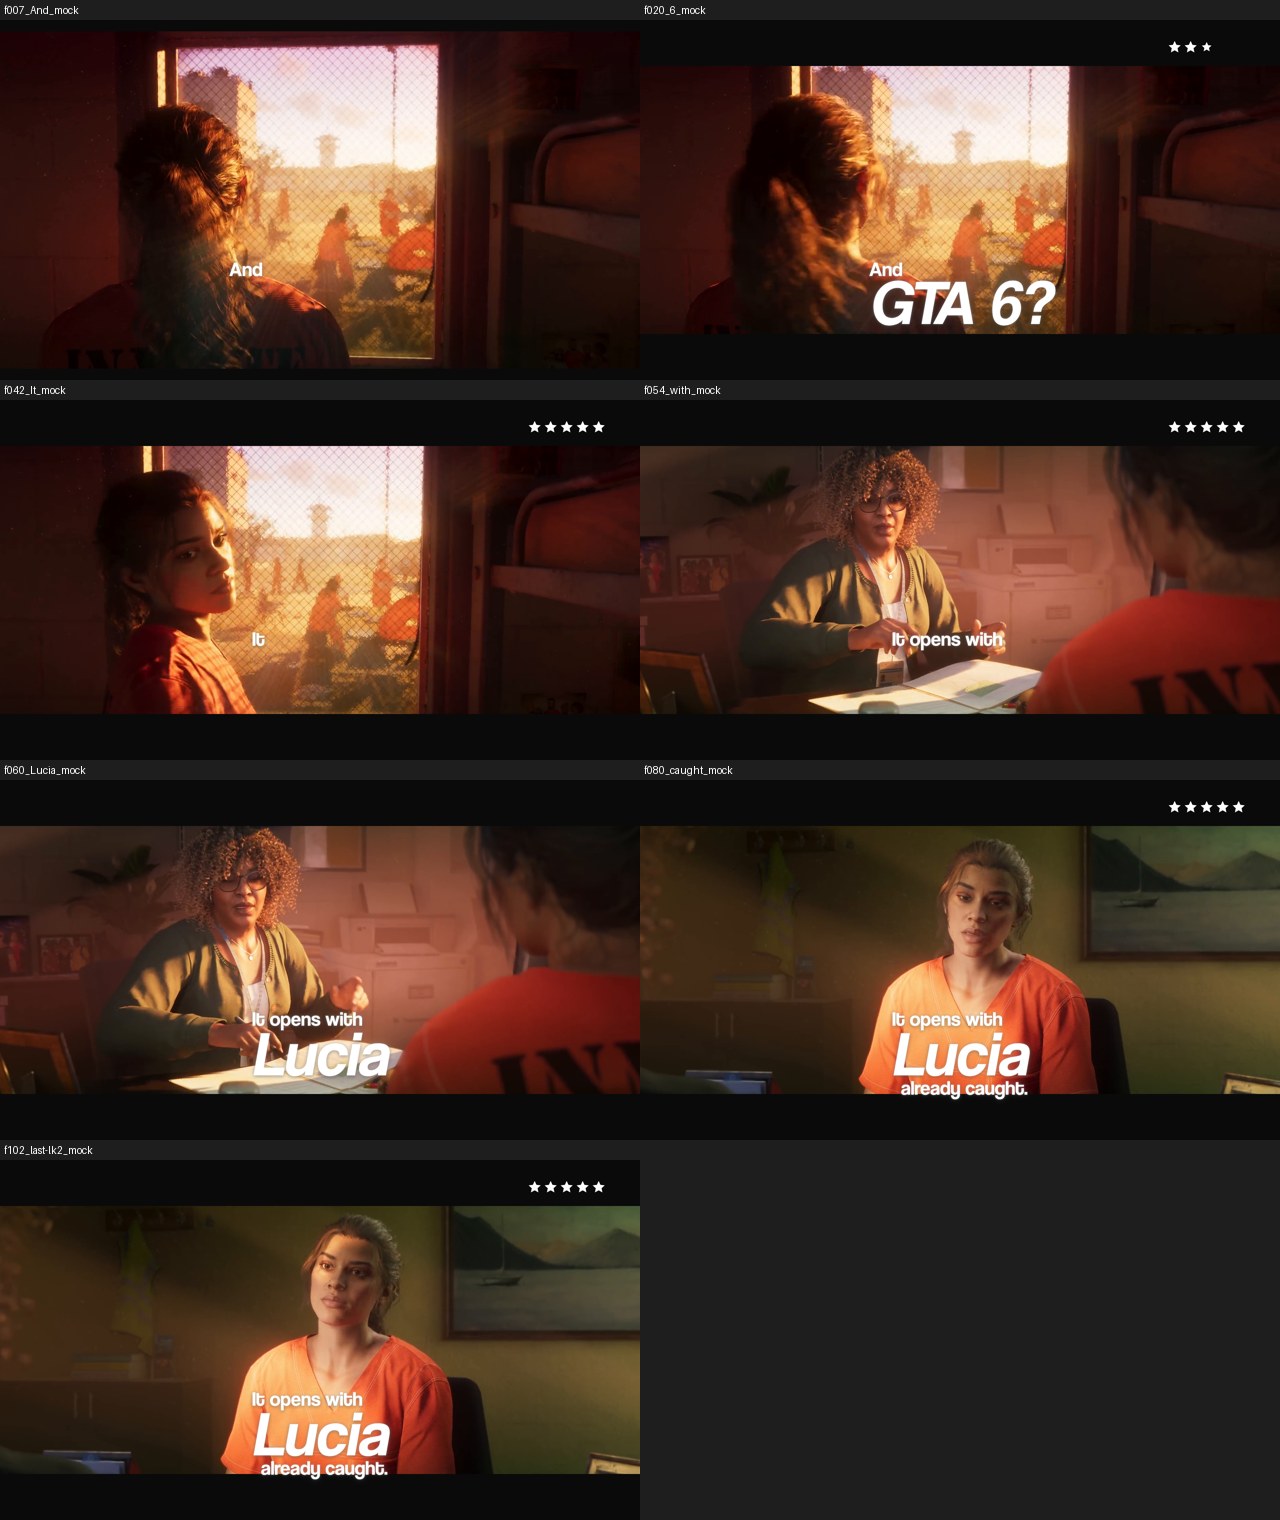 f007_And_mock
And
f020_6_mock
And
GTA 6?
f042_It_mock
It
f054_with_mock
It opens with
f060_Lucia_mock
It opens with
Lucia
f080_caught_mock
It opens with
Lucia
already caught.
f102_last-lk2_mock
It opens with
Lucia
already caught.